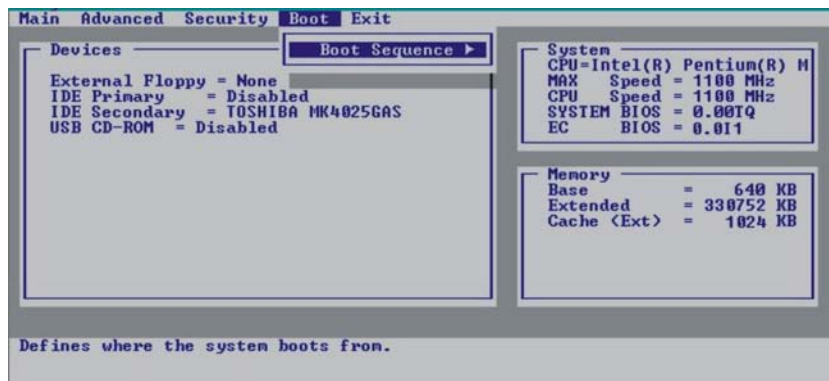 Main Advanced Security Boot Exit
Devices
Boot Sequence ▶
External Floppy = None
IDE Primary = Disabled
IDE Secondary = TOSHIBA MK4025GAS
USB CD-ROM = Disabled
System
CPU=Intel(R) Pentium(R) M
MAX Speed = 1100 MHz
CPU Speed = 1100 MHz
SYSTEM BIOS = 0.00TQ
EC BIOS = 0.0I1
Memory
Base = 640 KB
Extended = 330752 KB
Cache (Ext) = 1024 KB
Defines where the system boots from.